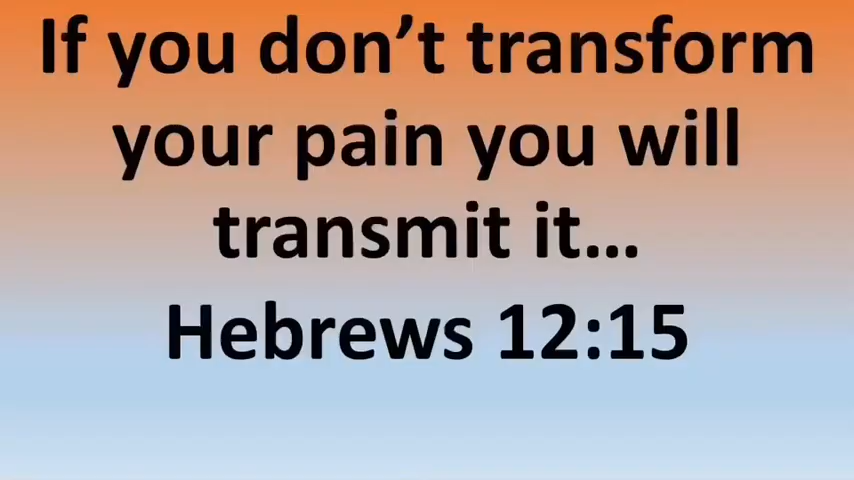 If you don’t transform
your pain you will
transmit it...
Hebrews 12:15